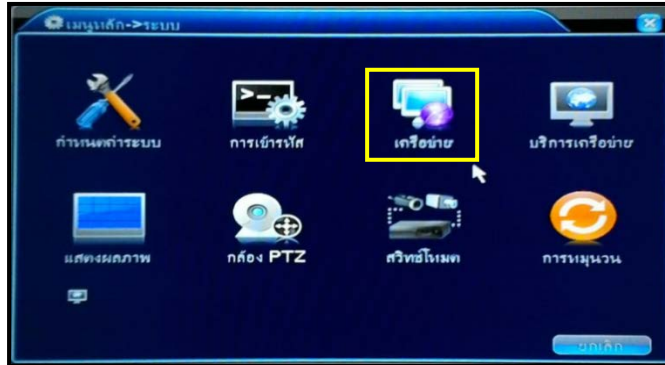 เมนูหลัก->ระบบ
กำหนดค่าระบบ
การเข้ารหัส
เครือข่าย
บริการเครือข่าย
แสดงผลภาพ
กล้อง PTZ
สวิทช์โหมด
การหมุนวน
ยกเลิก